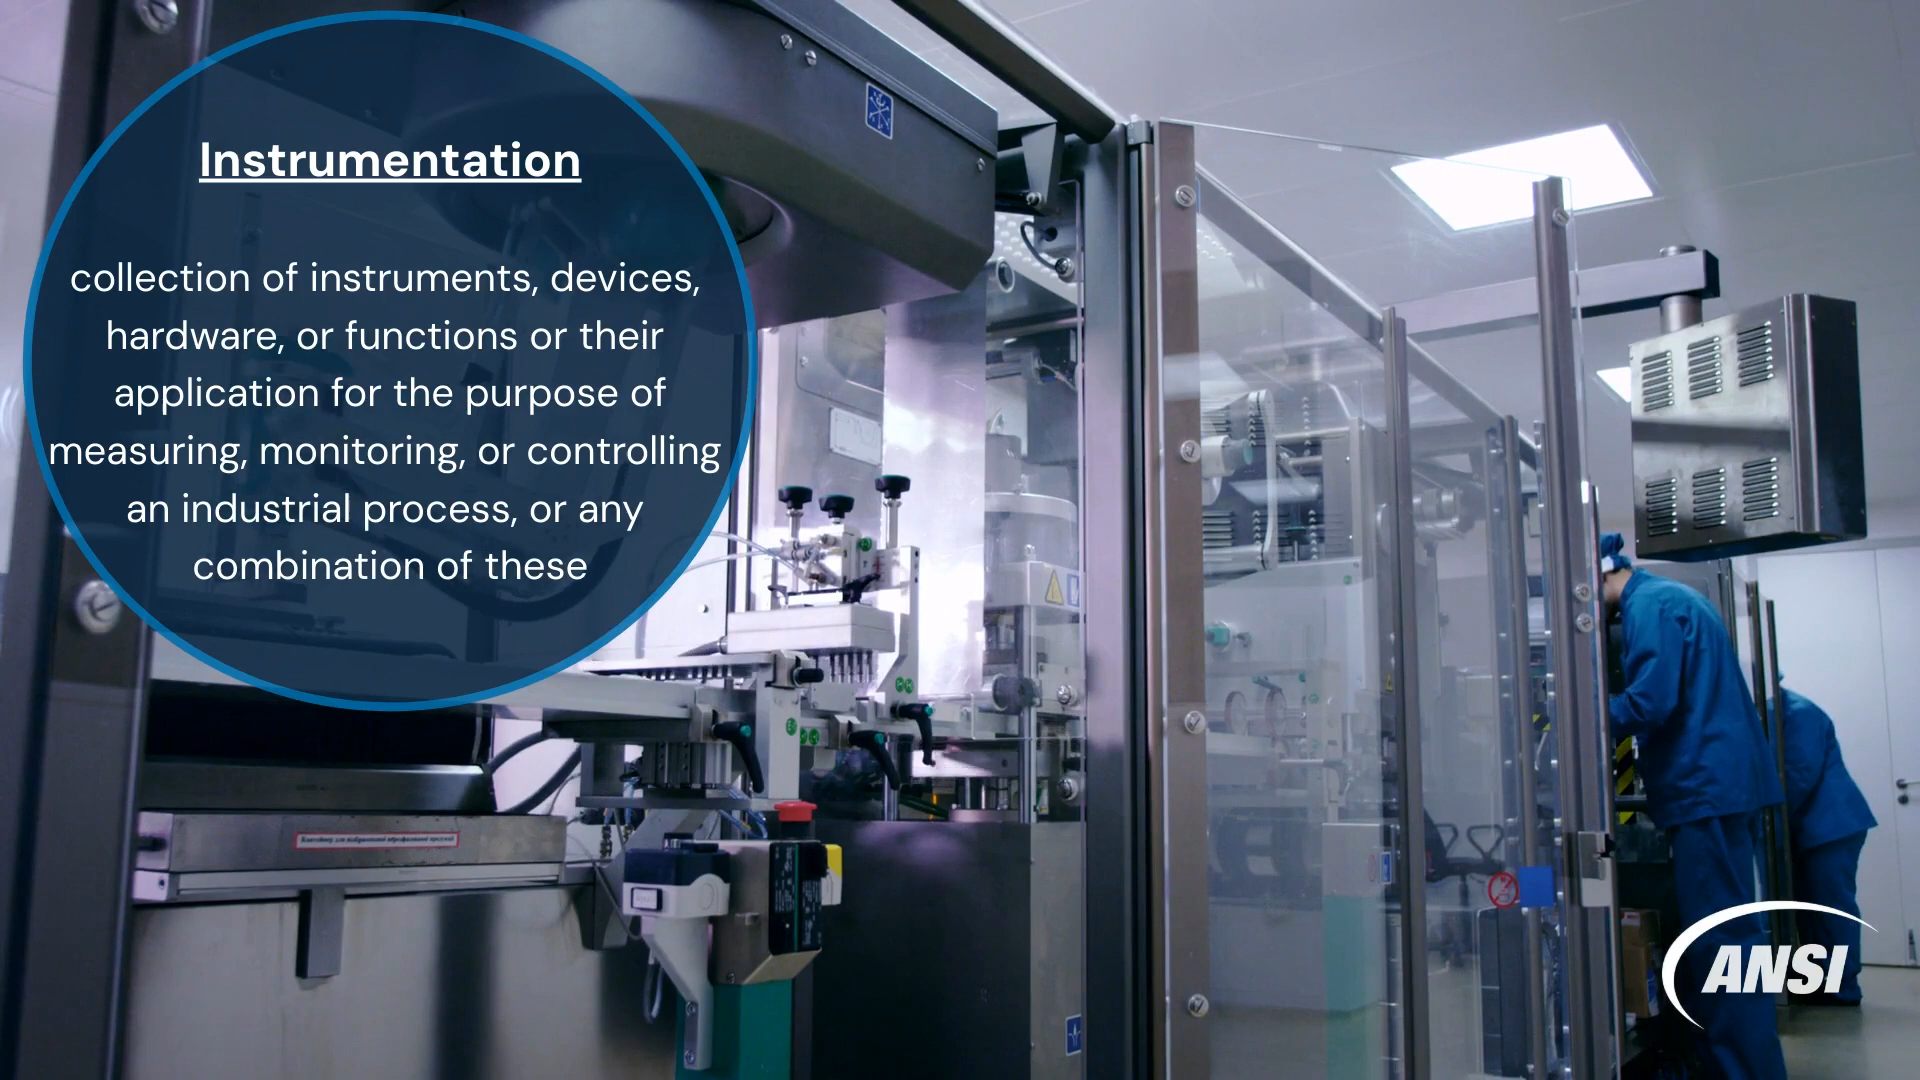 Instrumentation
collection of instruments, devices,
hardware, or functions or their
application for the purpose of
measuring, monitoring, or controlling
an industrial process, or any
combination of these
ANSI